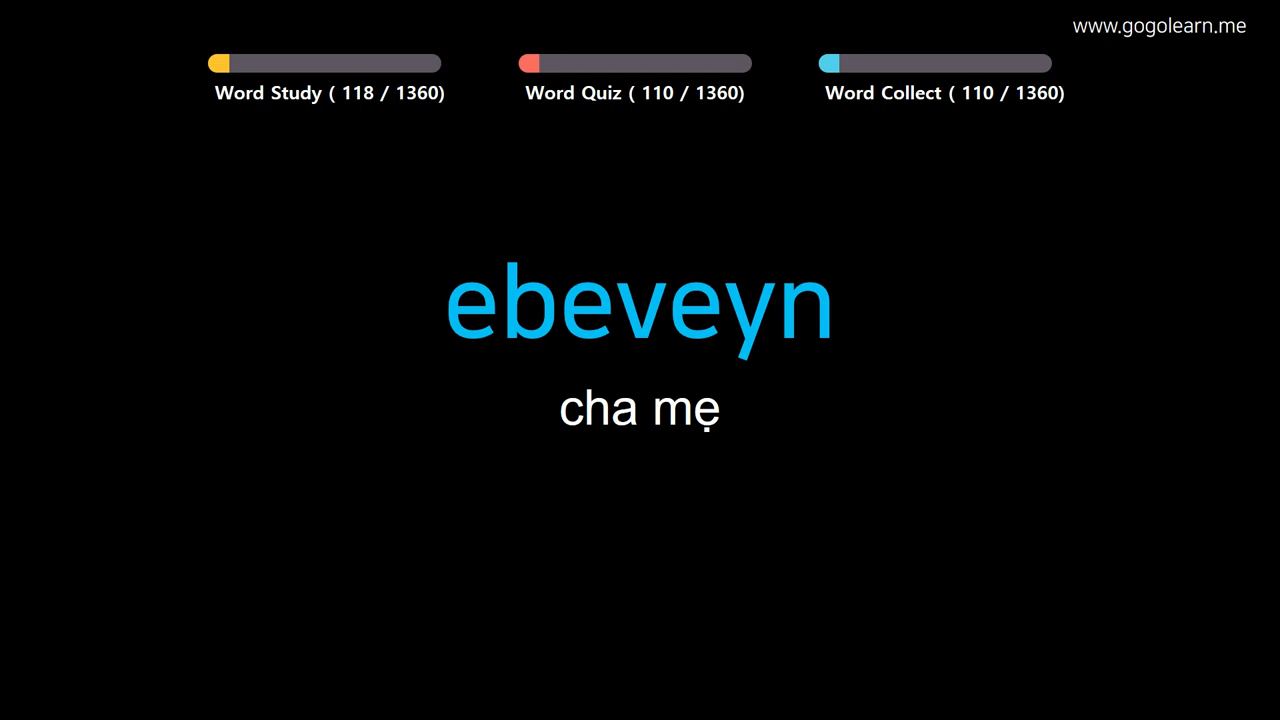 www.gogolearn.me
Word Study ( 118 / 1360)
Word Quiz ( 110 / 1360)
Word Collect ( 110 / 1360)
ebeveyn
cha mẹ